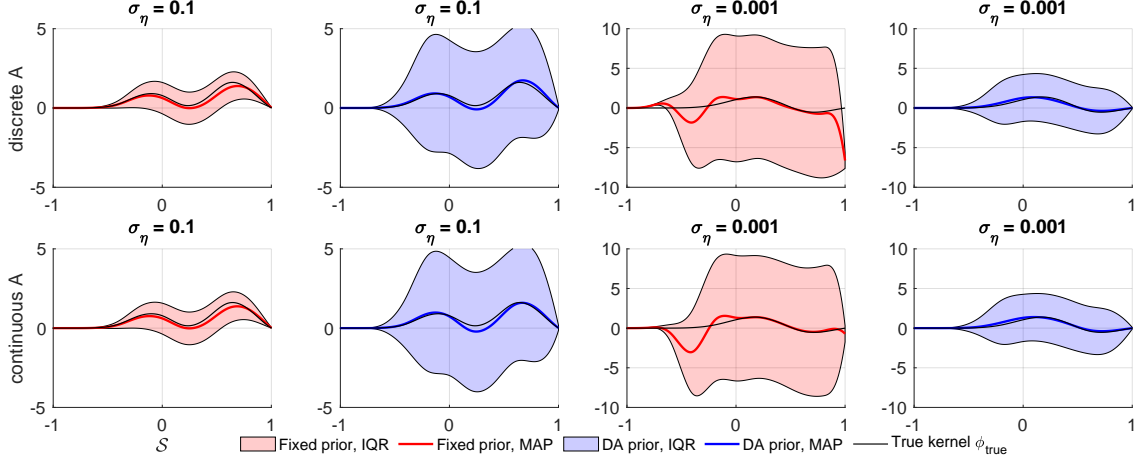 σ_η = 0.1 σ_η = 0.1 σ_η = 0.001 σ_η = 0.001
discrete A
5 5 10 10
5 5
0 0 0 0
-5 -5
-5 -5 -10 -10
-1 0 1 -1 0 1 -1 0 1 -1 0 1
σ_η = 0.1 σ_η = 0.1 σ_η = 0.001 σ_η = 0.001
continuous A
5 5 10 10
5 5
0 0 0 0
-5 -5
-5 -5 -10 -10
-1 0 1 -1 0 1 -1 0 1 -1 0 1
𝒮 Fixed prior, IQR Fixed prior, MAP DA prior, IQR DA prior, MAP True kernel ϕ_true